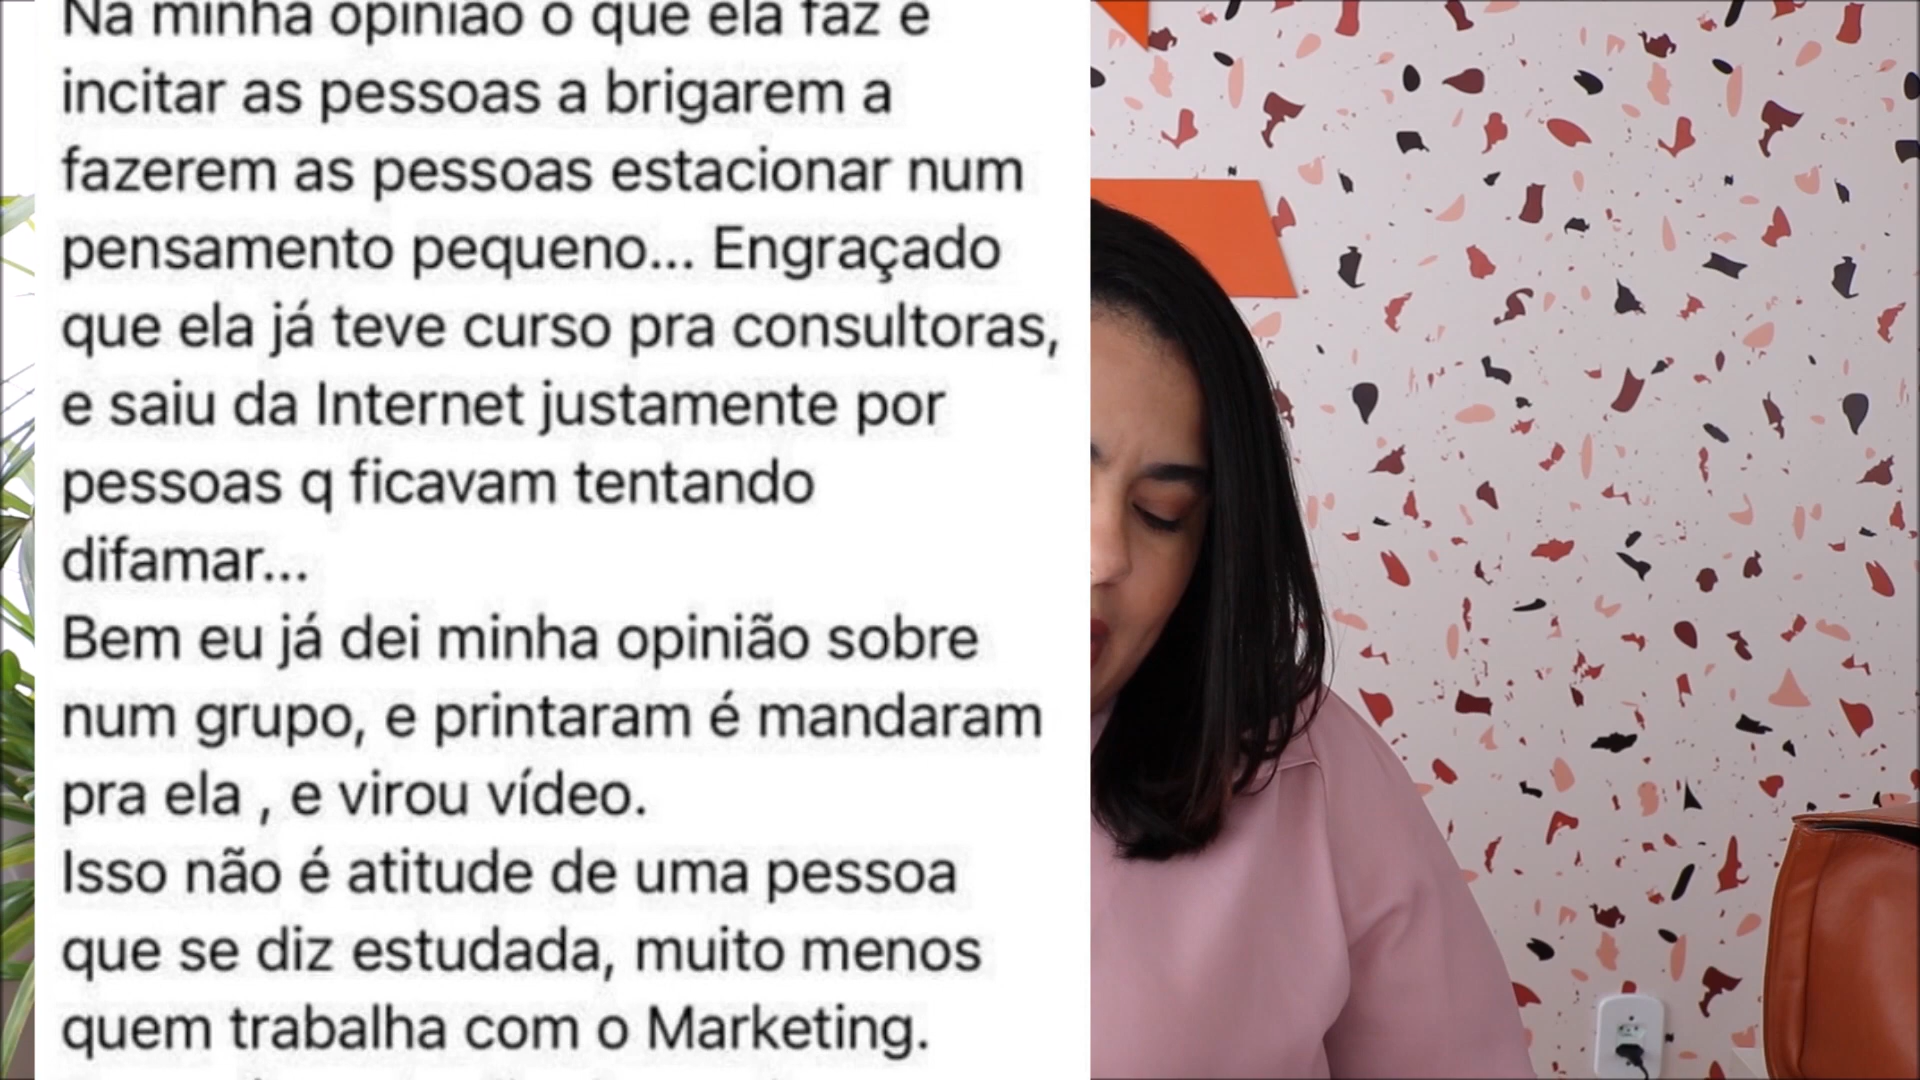 Na minha opinião o que ela faz e
incitar as pessoas a brigarem a
fazerem as pessoas estacionar num
pensamento pequeno... Engraçado
que ela já teve curso pra consultoras,
e saiu da Internet justamente por
pessoas q ficavam tentando
difamar...
Bem eu já dei minha opinião sobre
num grupo, e printaram é mandaram
pra ela , e virou vídeo.
Isso não é atitude de uma pessoa
que se diz estudada, muito menos
quem trabalha com o Marketing.